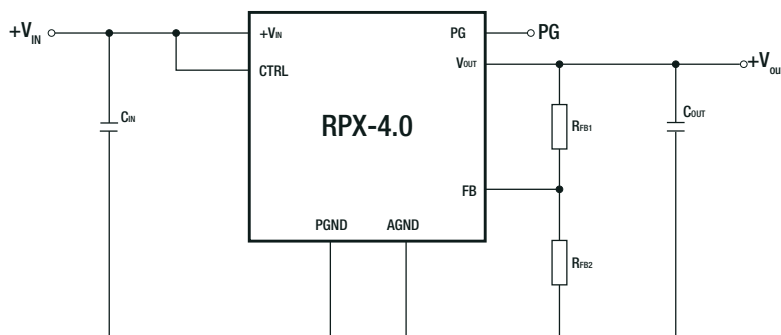 +VIN
+VIN
PG
PG
CTRL
VOUT
+Vou
CIN
RPX-4.0
RFB1
COUT
FB
PGND
AGND
RFB2